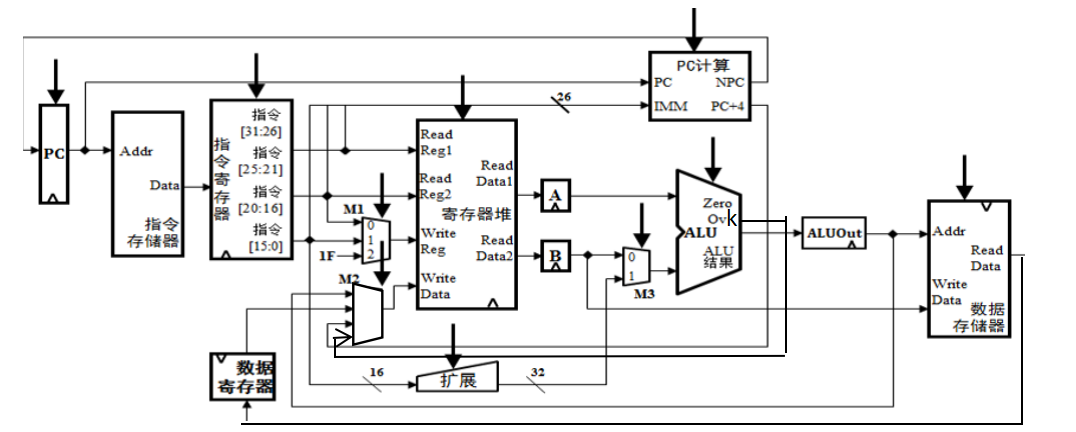 PC计算
PC
NPC
IMM
PC+4
26
PC
Addr
Data
指令
存储器
指令寄存器
指令
[31:26]
指令
[25:21]
指令
[20:16]
指令
[15:0]
Read
Reg1
Read
Reg2
Write
Reg
Write
Data
Read
Data1
寄存器堆
Read
Data2
M1
0
1
2
1F
M2
A
B
0
1
M3
Zero
Ov
k
ALU
ALU
结果
ALUOut
Addr
Read
Data
Write
Data
数据
存储器
数据
寄存器
16
扩展
32